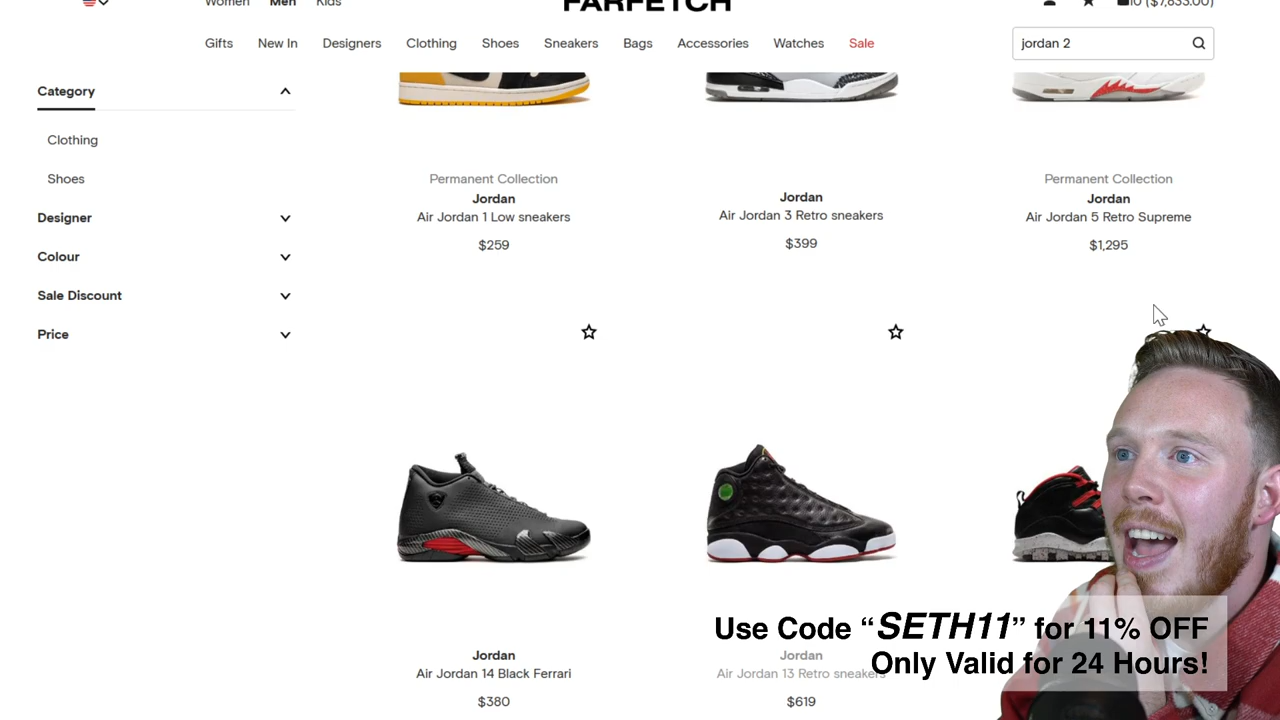 Women Men Kids
FARFETCH
10 ($7,833.00)
Gifts New In Designers Clothing Shoes Sneakers Bags Accessories Watches Sale
jordan 2
Category
Clothing
Shoes
Designer
Colour
Sale Discount
Price
Permanent Collection
Jordan
Air Jordan 1 Low sneakers
$259
Jordan
Air Jordan 3 Retro sneakers
$399
Permanent Collection
Jordan
Air Jordan 5 Retro Supreme
$1,295
Jordan
Air Jordan 14 Black Ferrari
$380
Jordan
Air Jordan 13 Retro sneakers
$619
Use Code “SETH11” for 11% OFF
Only Valid for 24 Hours!